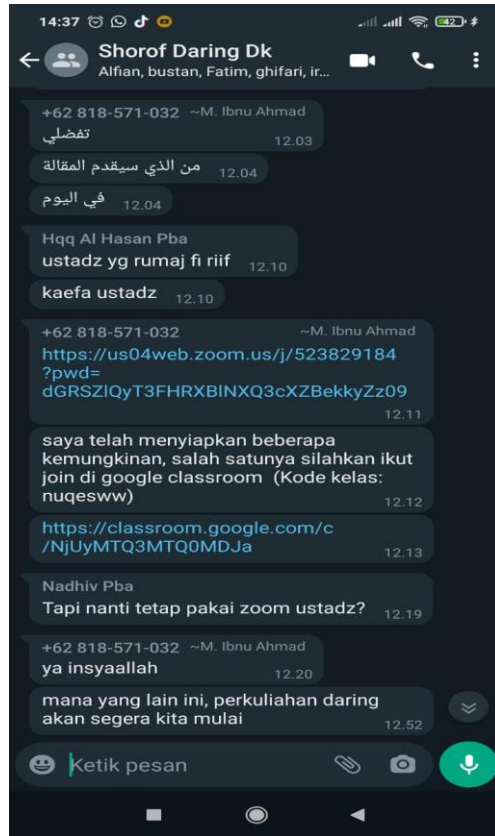 14:37
42
Shorof Daring Dk
Alfian, bustan, Fatim, ghifari, ir...
+62 818-571-032 ~M. Ibnu Ahmad
تفضلي
12.03
من الذي سيقدم المقالة
12.04
في اليوم
12.04
Hqq Al Hasan Pba
ustadz yg rumaj fi riif
12.10
kaefa ustadz
12.10
+62 818-571-032 ~M. Ibnu Ahmad
https://us04web.zoom.us/j/523829184
?pwd=
dGRSZlQyT3FHRXBlNXQ3cXZBekkyZz09
12.11
saya telah menyiapkan beberapa
kemungkinan, salah satunya silahkan ikut
join di google classroom (Kode kelas:
nuqesww)
12.12
https://classroom.google.com/c
/NjUyMTQ3MTQ0MDJa
12.13
Nadhiv Pba
Tapi nanti tetap pakai zoom ustadz?
12.19
+62 818-571-032 ~M. Ibnu Ahmad
ya insyaallah
12.20
mana yang lain ini, perkuliahan daring
akan segera kita mulai
12.52
Ketik pesan